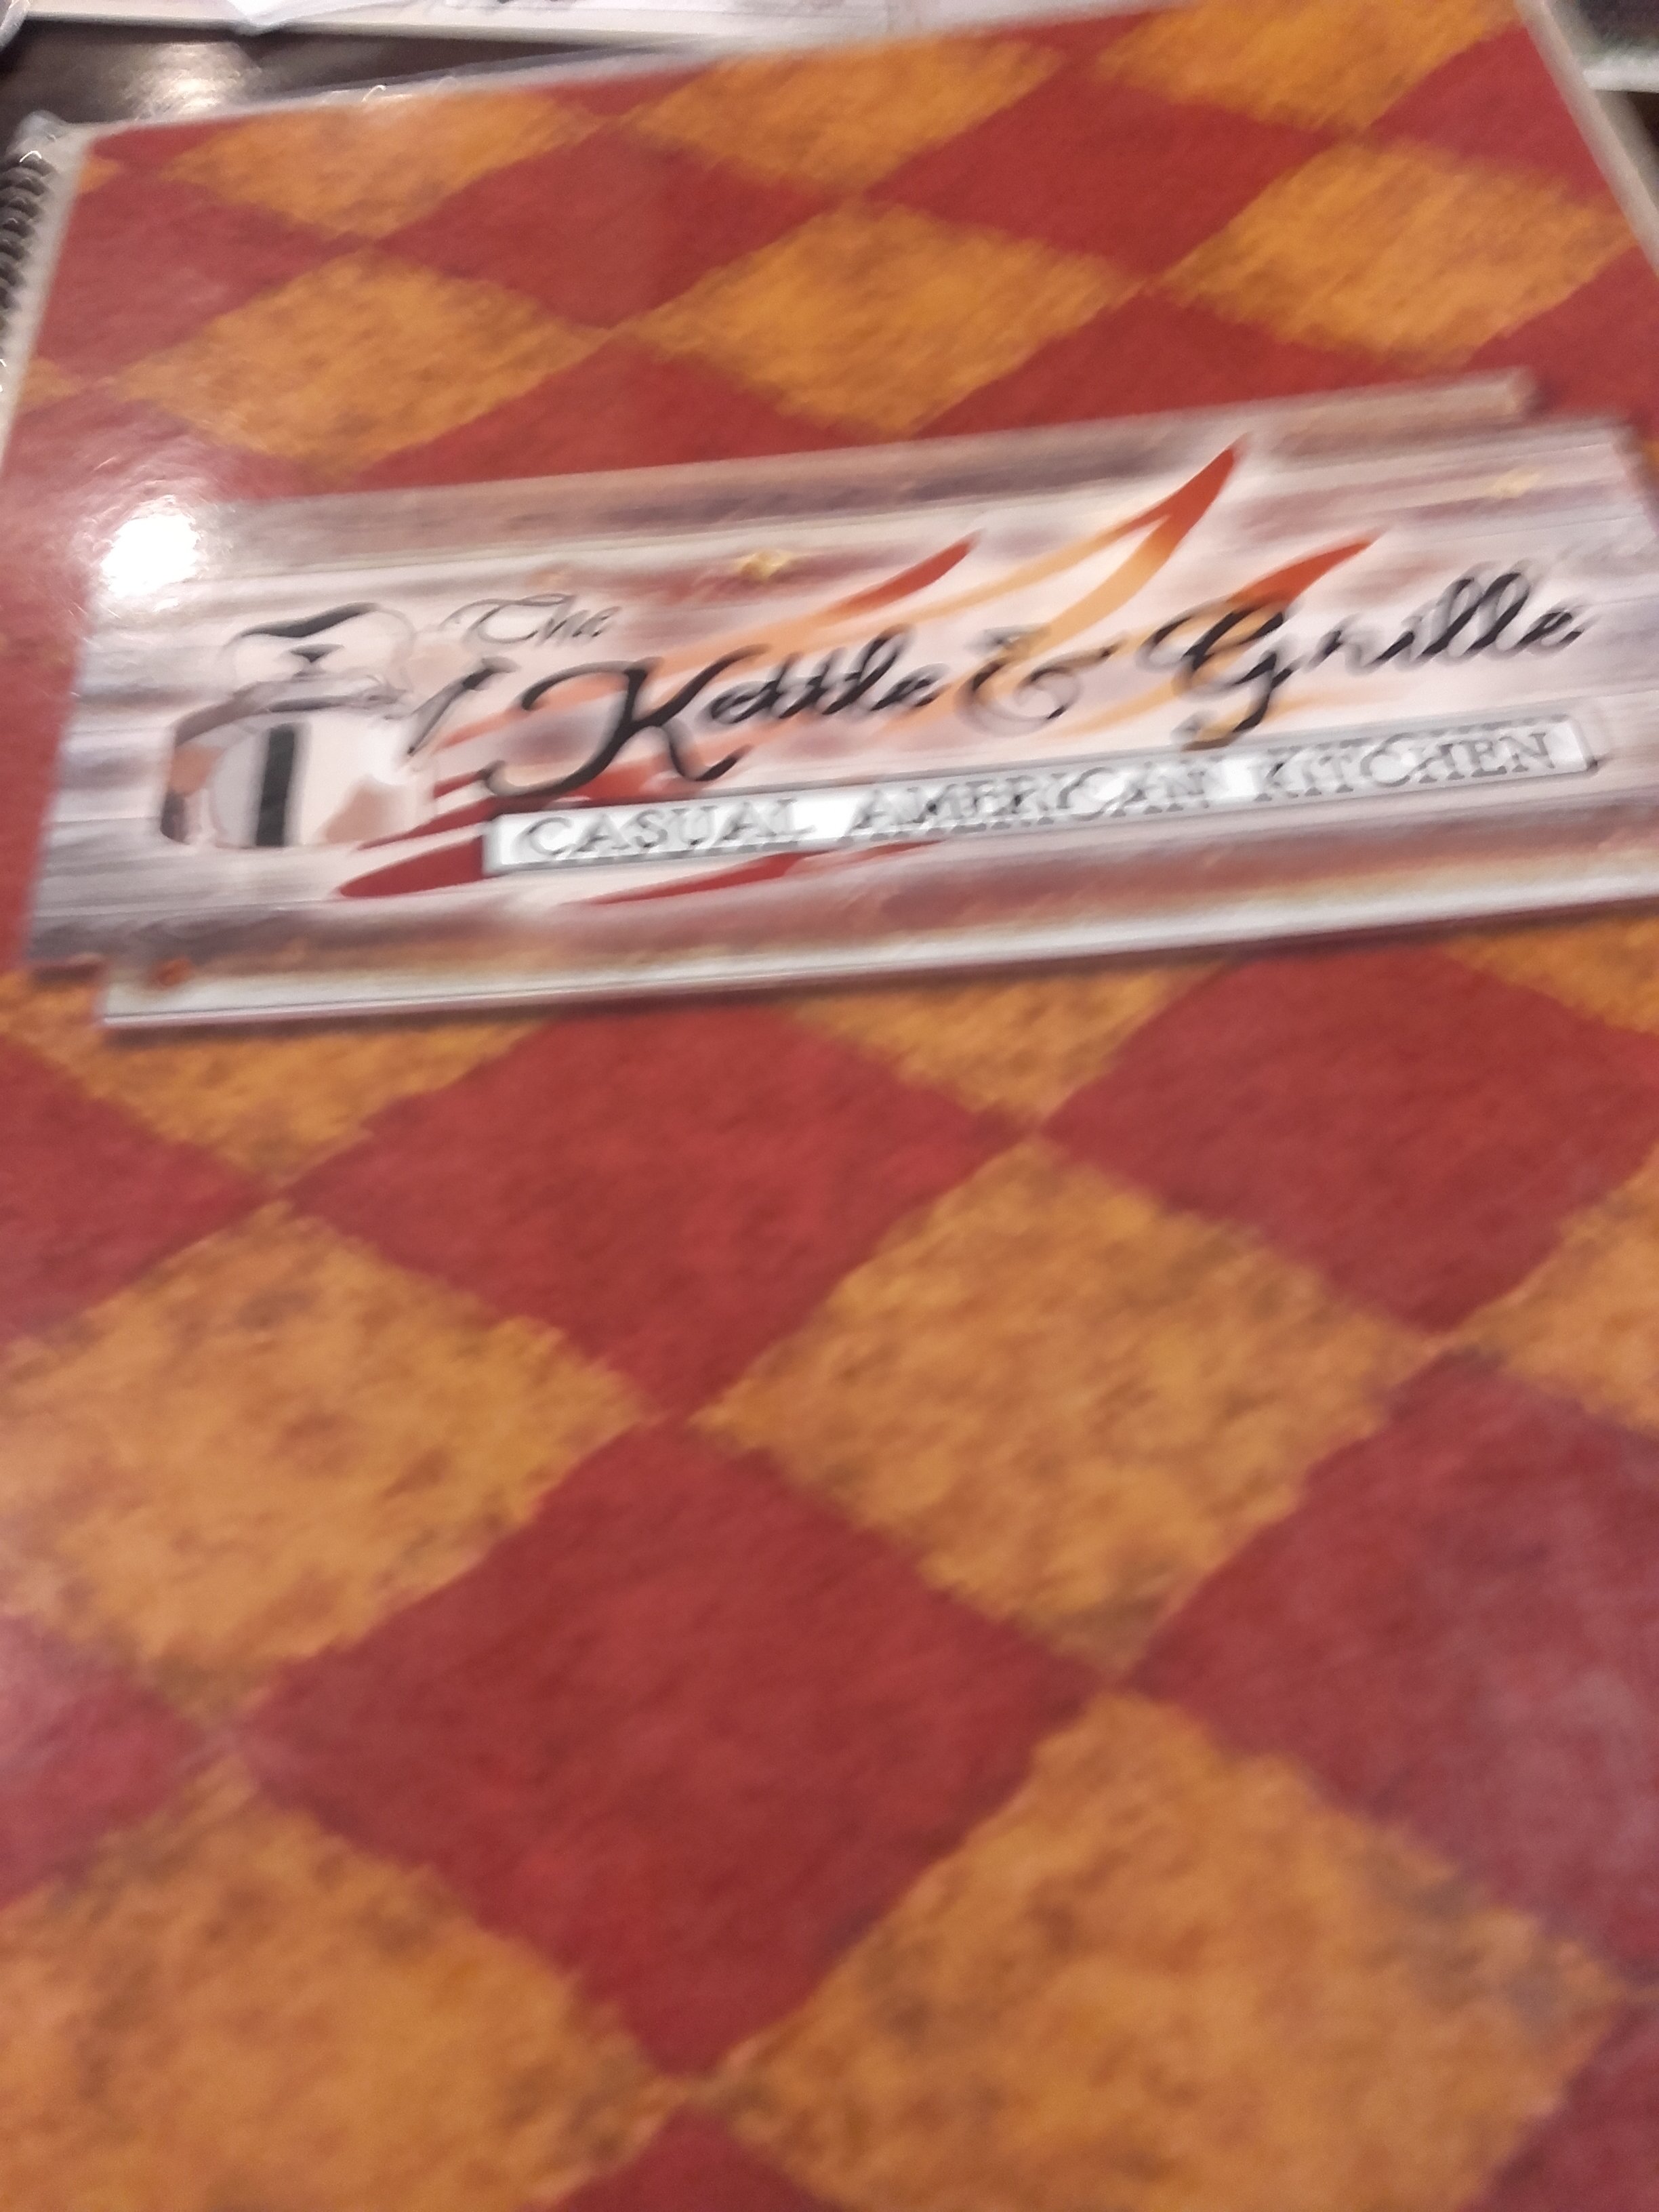 The
Kettle & Grille
CASUAL AMERICAN KITCHEN